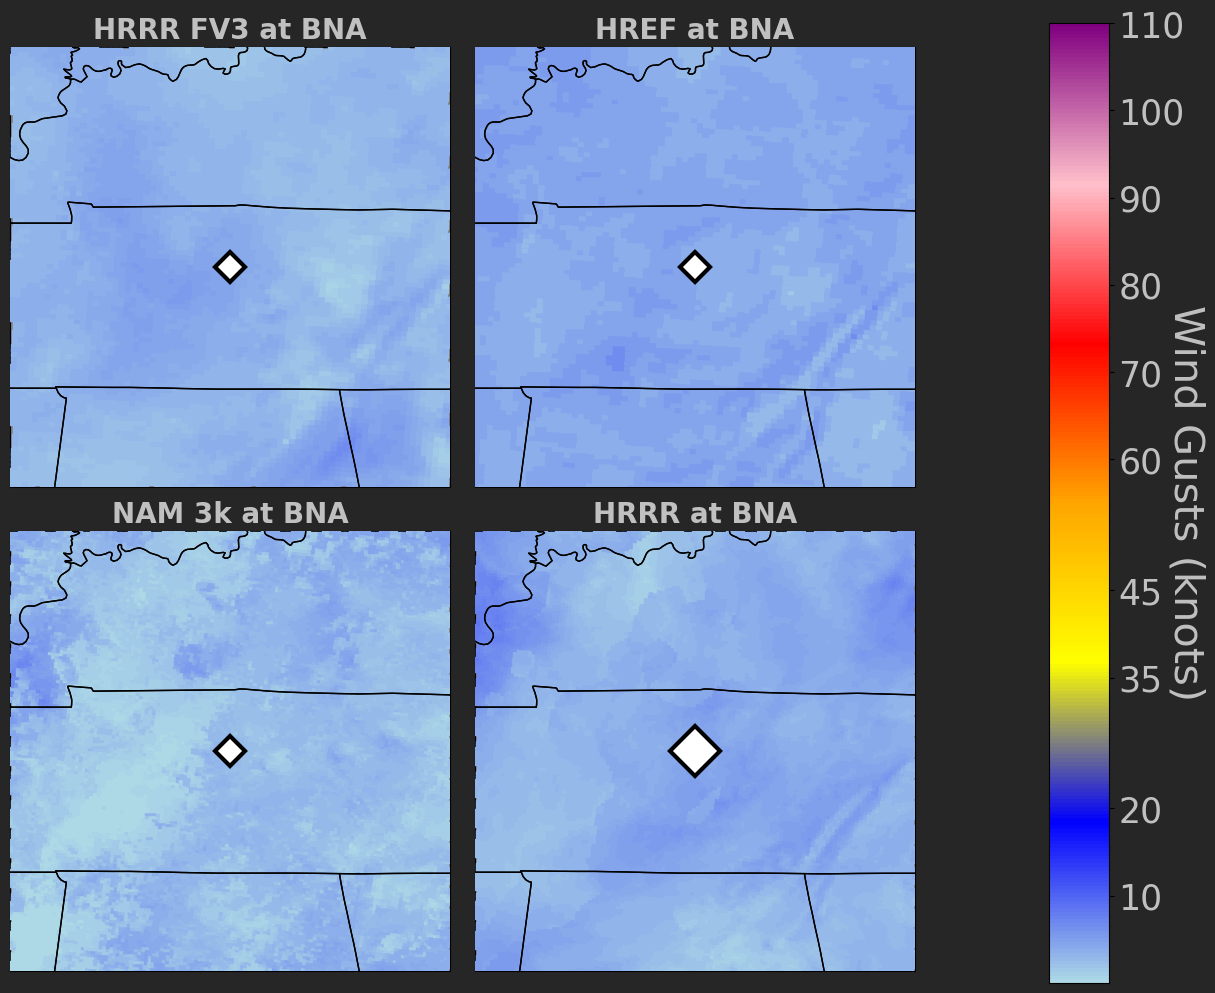 HRRR FV3 at BNA
HREF at BNA
NAM 3k at BNA
HRRR at BNA
110
100
90
80
70
60
45
35
20
10
Wind Gusts (knots)